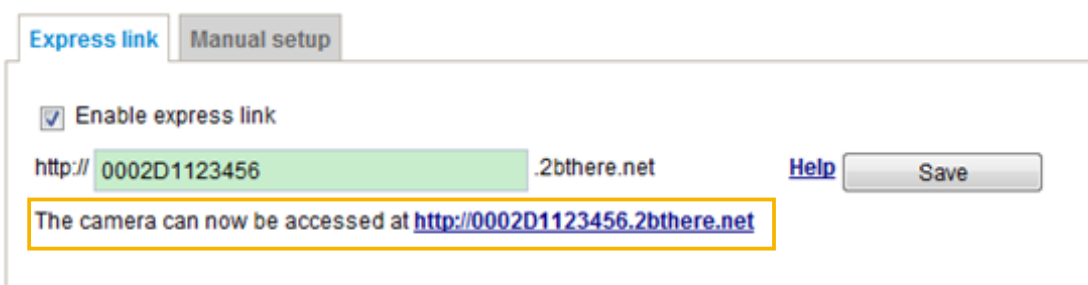 Express link Manual setup
Enable express link
http:// 0002D1123456 .2bthere.net Help Save
The camera can now be accessed at http://0002D1123456.2bthere.net